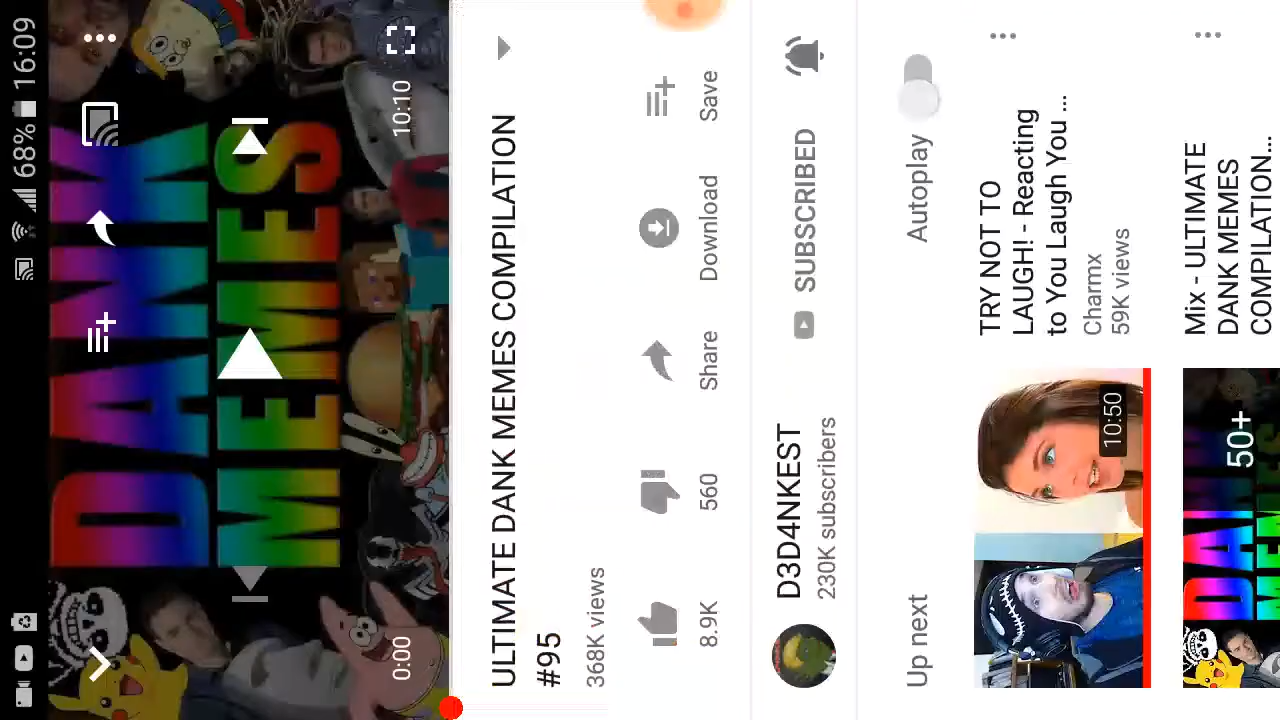 68% 16:09
DANK
MEMES
0:00
10:10
ULTIMATE DANK MEMES COMPILATION
#95
368K views
8.9K
560
Share
Download
Save
D3D4NKEST
230K subscribers
SUBSCRIBED
Up next
Autoplay
10:50
TRY NOT TO
LAUGH! - Reacting
to You Laugh You ...
Charmx
59K views
DANK
MEMES
50+
Mix - ULTIMATE
DANK MEMES
COMPILATION...